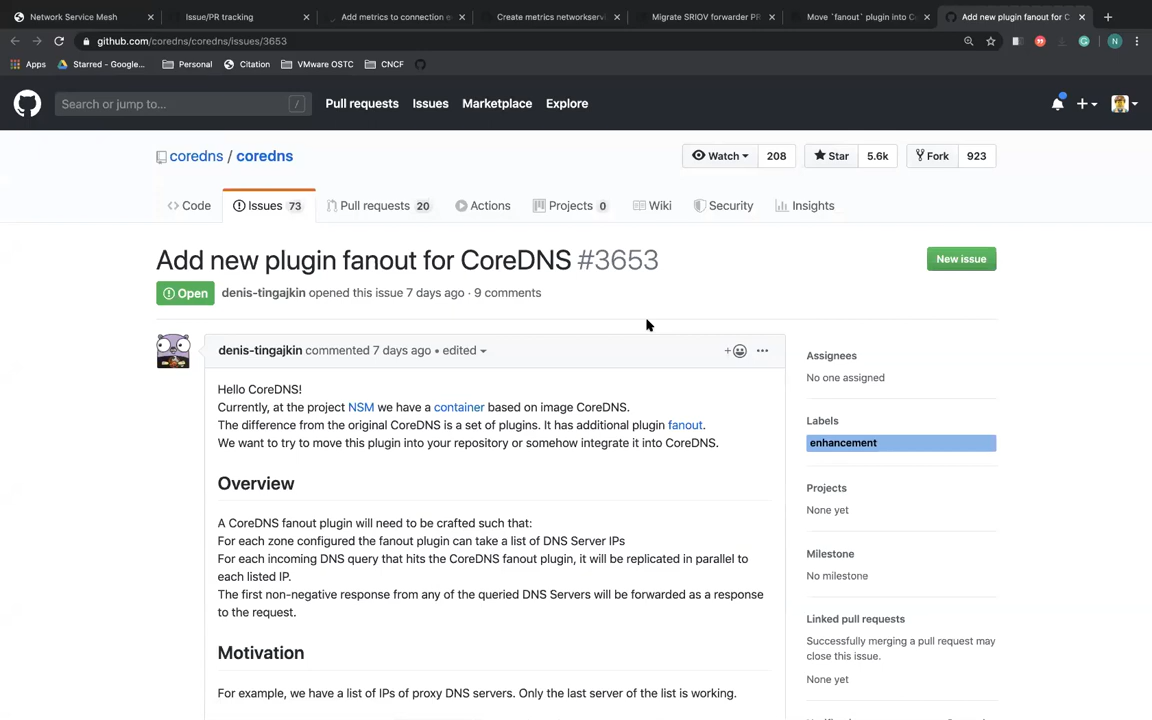 Network Service Mesh
Issue/PR tracking
Add metrics to connection e
Create metrics networkservi
Migrate SRIOV forwarder PR
Move `fanout` plugin into C
Add new plugin fanout for C
github.com/coredns/coredns/issues/3653
N
Apps
Starred - Google...
Personal
Citation
VMware OSTC
CNCF
Search or jump to...
/
Pull requests
Issues
Marketplace
Explore
coredns / coredns
Watch 208
Star 5.6k
Fork 923
Code
Issues 73
Pull requests 20
Actions
Projects 0
Wiki
Security
Insights
Add new plugin fanout for CoreDNS #3653
New issue
Open
denis-tingajkin opened this issue 7 days ago · 9 comments
denis-tingajkin commented 7 days ago • edited
Hello CoreDNS!
Currently, at the project NSM we have a container based on image CoreDNS.
The difference from the original CoreDNS is a set of plugins. It has additional plugin fanout.
We want to try to move this plugin into your repository or somehow integrate it into CoreDNS.
Overview
A CoreDNS fanout plugin will need to be crafted such that:
For each zone configured the fanout plugin can take a list of DNS Server IPs
For each incoming DNS query that hits the CoreDNS fanout plugin, it will be replicated in parallel to
each listed IP.
The first non-negative response from any of the queried DNS Servers will be forwarded as a response
to the request.
Motivation
For example, we have a list of IPs of proxy DNS servers. Only the last server of the list is working.
Assignees
No one assigned
Labels
enhancement
Projects
None yet
Milestone
No milestone
Linked pull requests
Successfully merging a pull request may
close this issue.
None yet